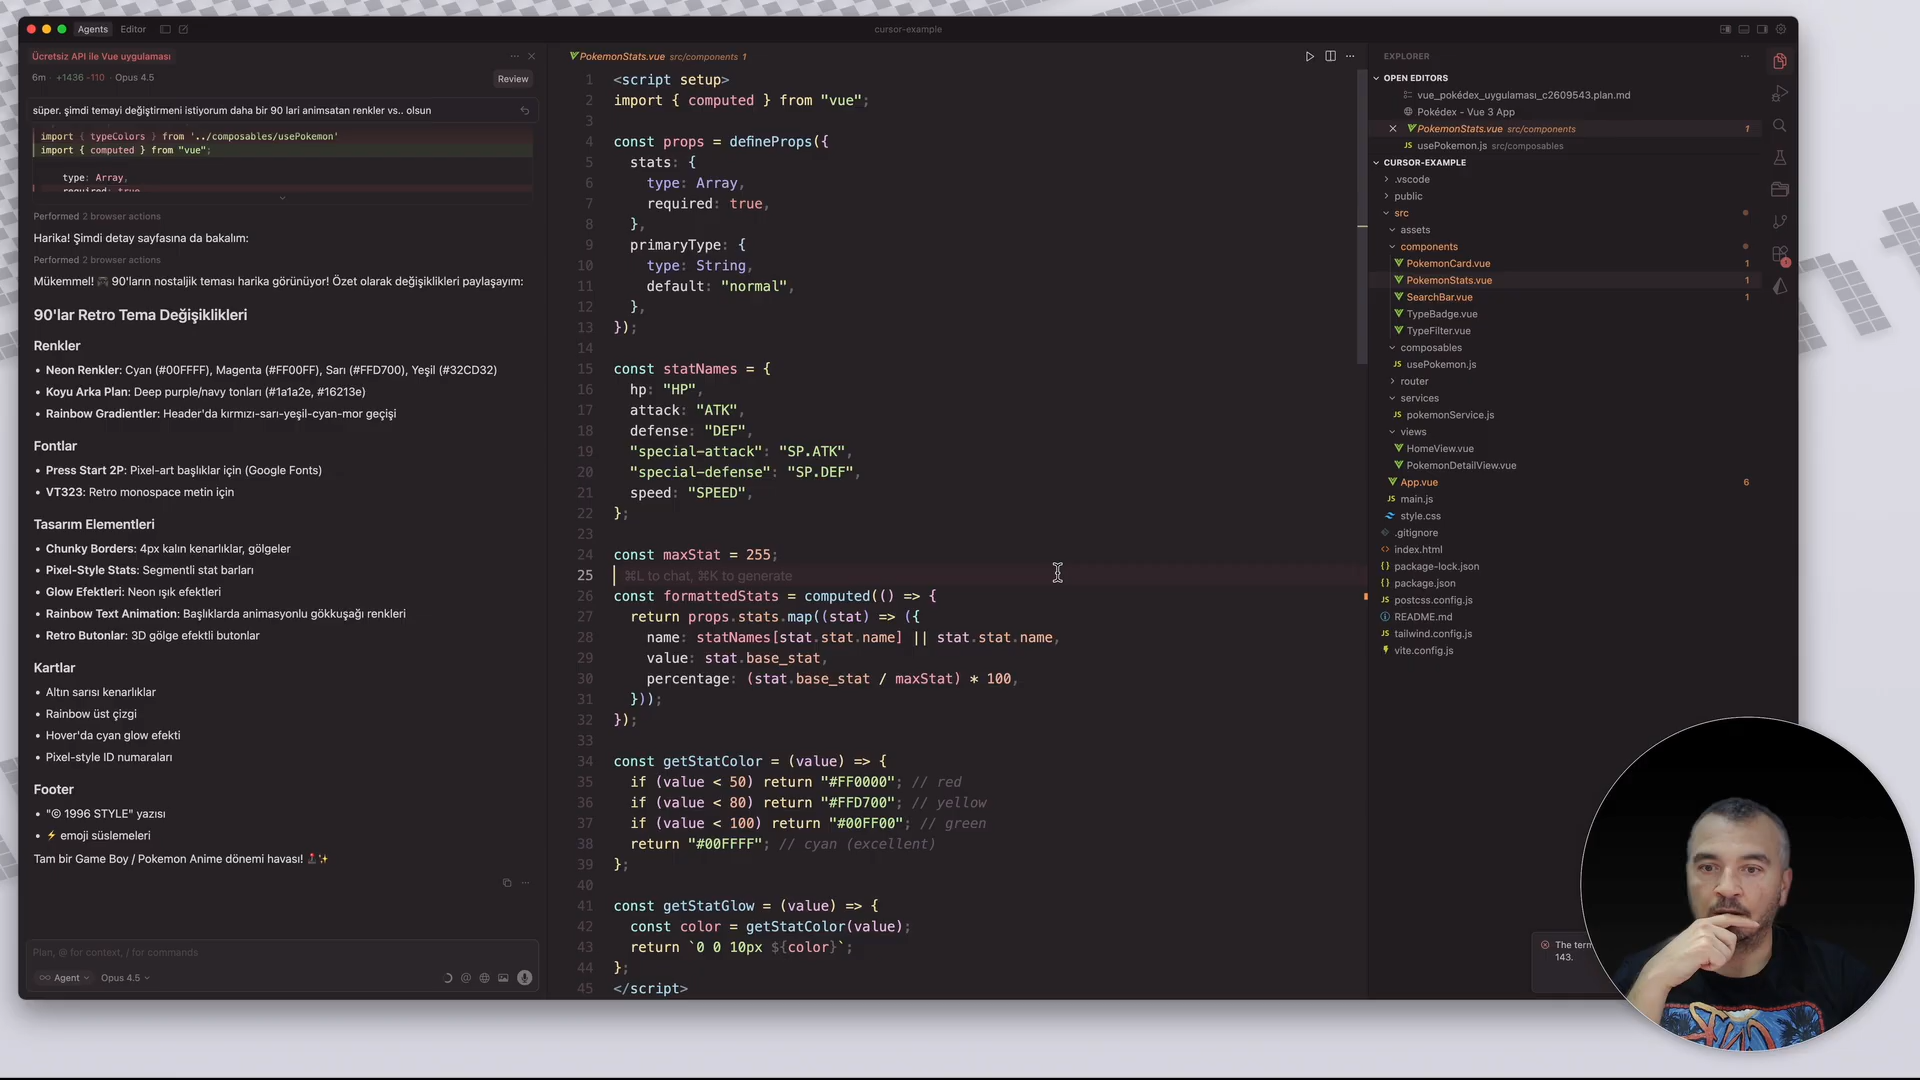 Agents
Editor
cursor-example
Ücretsiz API ile Vue uygulaması
6m · +1436 -110 · Opus 4.5
Review
süper. şimdi temayi değiştirmeni istiyorum daha bir 90 lari animsatan renkler vs.. olsun
import { typeColors } from '../composables/usePokemon'
import { computed } from "vue";
type: Array,
required: true
Performed 2 browser actions
Harika! Şimdi detay sayfasına da bakalım:
Performed 2 browser actions
Mükemmel! 🎮 90'ların nostaljik teması harika görünüyor! Özet olarak değişiklikleri paylaşayım:
90'lar Retro Tema Değişiklikleri
Renkler
• Neon Renkler: Cyan (#00FFFF), Magenta (#FF00FF), Sarı (#FFD700), Yeşil (#32CD32)
• Koyu Arka Plan: Deep purple/navy tonları (#1a1a2e, #16213e)
• Rainbow Gradientler: Header'da kırmızı-sarı-yeşil-cyan-mor geçişi
Fontlar
• Press Start 2P: Pixel-art başlıklar için (Google Fonts)
• VT323: Retro monospace metin için
Tasarım Elementleri
• Chunky Borders: 4px kalın kenarlıklar, gölgeler
• Pixel-Style Stats: Segmentli stat barları
• Glow Efektleri: Neon ışık efektleri
• Rainbow Text Animation: Başlıklarda animasyonlu gökkuşağı renkleri
• Retro Butonlar: 3D gölge efektli butonlar
Kartlar
• Altın sarısı kenarlıklar
• Rainbow üst çizgi
• Hover'da cyan glow efekti
• Pixel-style ID numaraları
Footer
• "© 1996 STYLE" yazısı
• ⚡ emoji süslemeleri
Tam bir Game Boy / Pokemon Anime dönemi havası! 🕹️✨
Plan, @ for context, / for commands
Agent
Opus 4.5
PokemonStats.vue src/components 1
1 <script setup>
2 import { computed } from "vue";
3
4 const props = defineProps({
5 stats: {
6 type: Array,
7 required: true,
8 },
9 primaryType: {
10 type: String,
11 default: "normal",
12 },
13 });
14
15 const statNames = {
16 hp: "HP",
17 attack: "ATK",
18 defense: "DEF",
19 "special-attack": "SP.ATK",
20 "special-defense": "SP.DEF",
21 speed: "SPEED",
22 };
23
24 const maxStat = 255;
25 ⌘L to chat, ⌘K to generate
26 const formattedStats = computed(() => {
27 return props.stats.map((stat) => ({
28 name: statNames[stat.stat.name] || stat.stat.name,
29 value: stat.base_stat,
30 percentage: (stat.base_stat / maxStat) * 100,
31 }));
32 });
33
34 const getStatColor = (value) => {
35 if (value < 50) return "#FF0000"; // red
36 if (value < 80) return "#FFD700"; // yellow
37 if (value < 100) return "#00FF00"; // green
38 return "#00FFFF"; // cyan (excellent)
39 };
40
41 const getStatGlow = (value) => {
42 const color = getStatColor(value);
43 return `0 0 10px ${color}`;
44 };
45 </script>
EXPLORER
OPEN EDITORS
vue_pokédex_uygulaması_c2609543.plan.md
Pokédex - Vue 3 App
PokemonStats.vue src/components 1
usePokemon.js src/composables
CURSOR-EXAMPLE
.vscode
public
src
assets
components
PokemonCard.vue 1
PokemonStats.vue 1
SearchBar.vue 1
TypeBadge.vue
TypeFilter.vue
composables
usePokemon.js
router
services
pokemonService.js
views
HomeView.vue
PokemonDetailView.vue
App.vue 6
main.js
style.css
.gitignore
index.html
package-lock.json
package.json
postcss.config.js
README.md
tailwind.config.js
vite.config.js
The term
143.